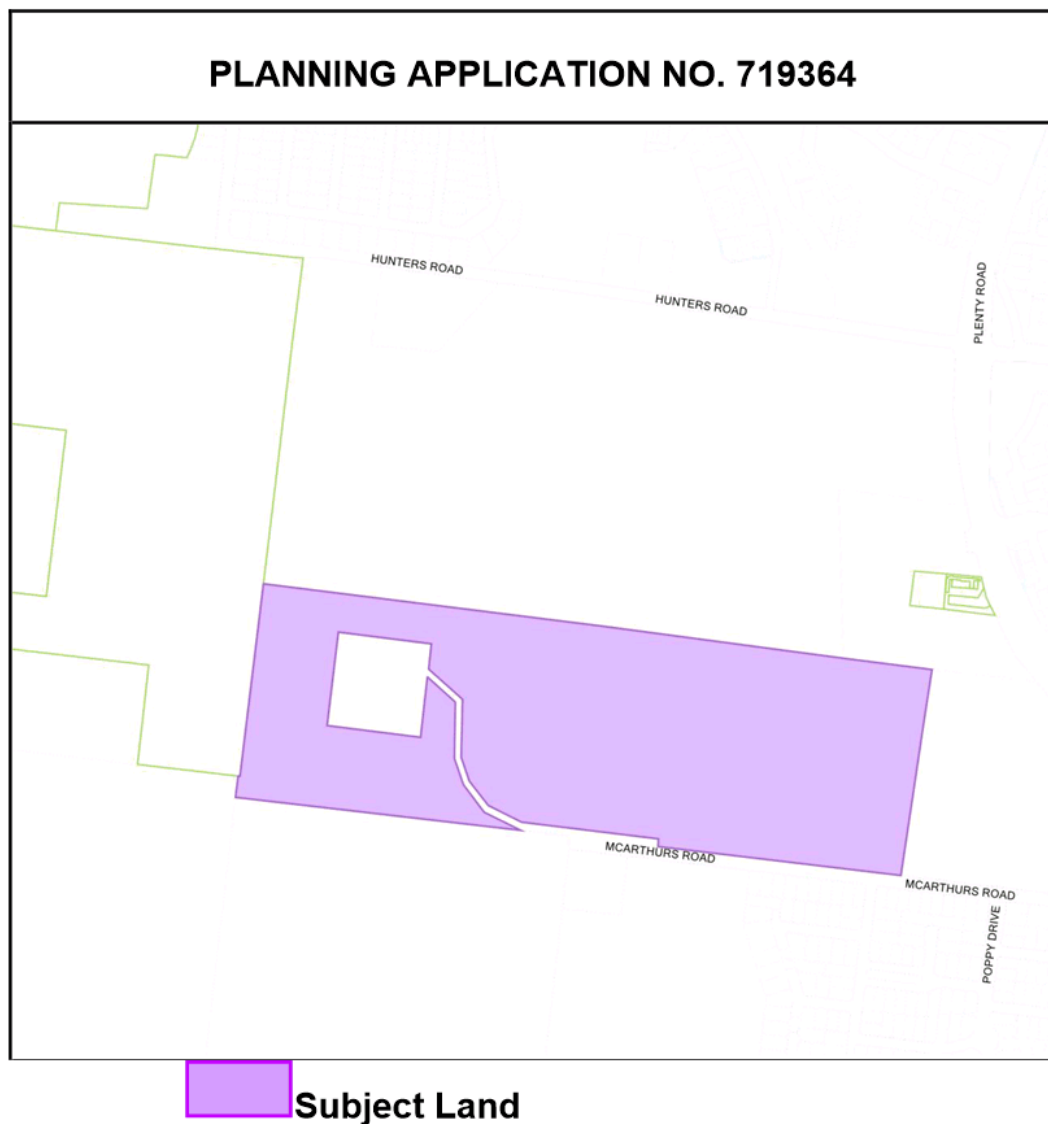 PLANNING APPLICATION NO. 719364
HUNTERS ROAD
HUNTERS ROAD
PLENTY ROAD
MCARTHURS ROAD
MCARTHURS ROAD
POPPY DRIVE
Subject Land